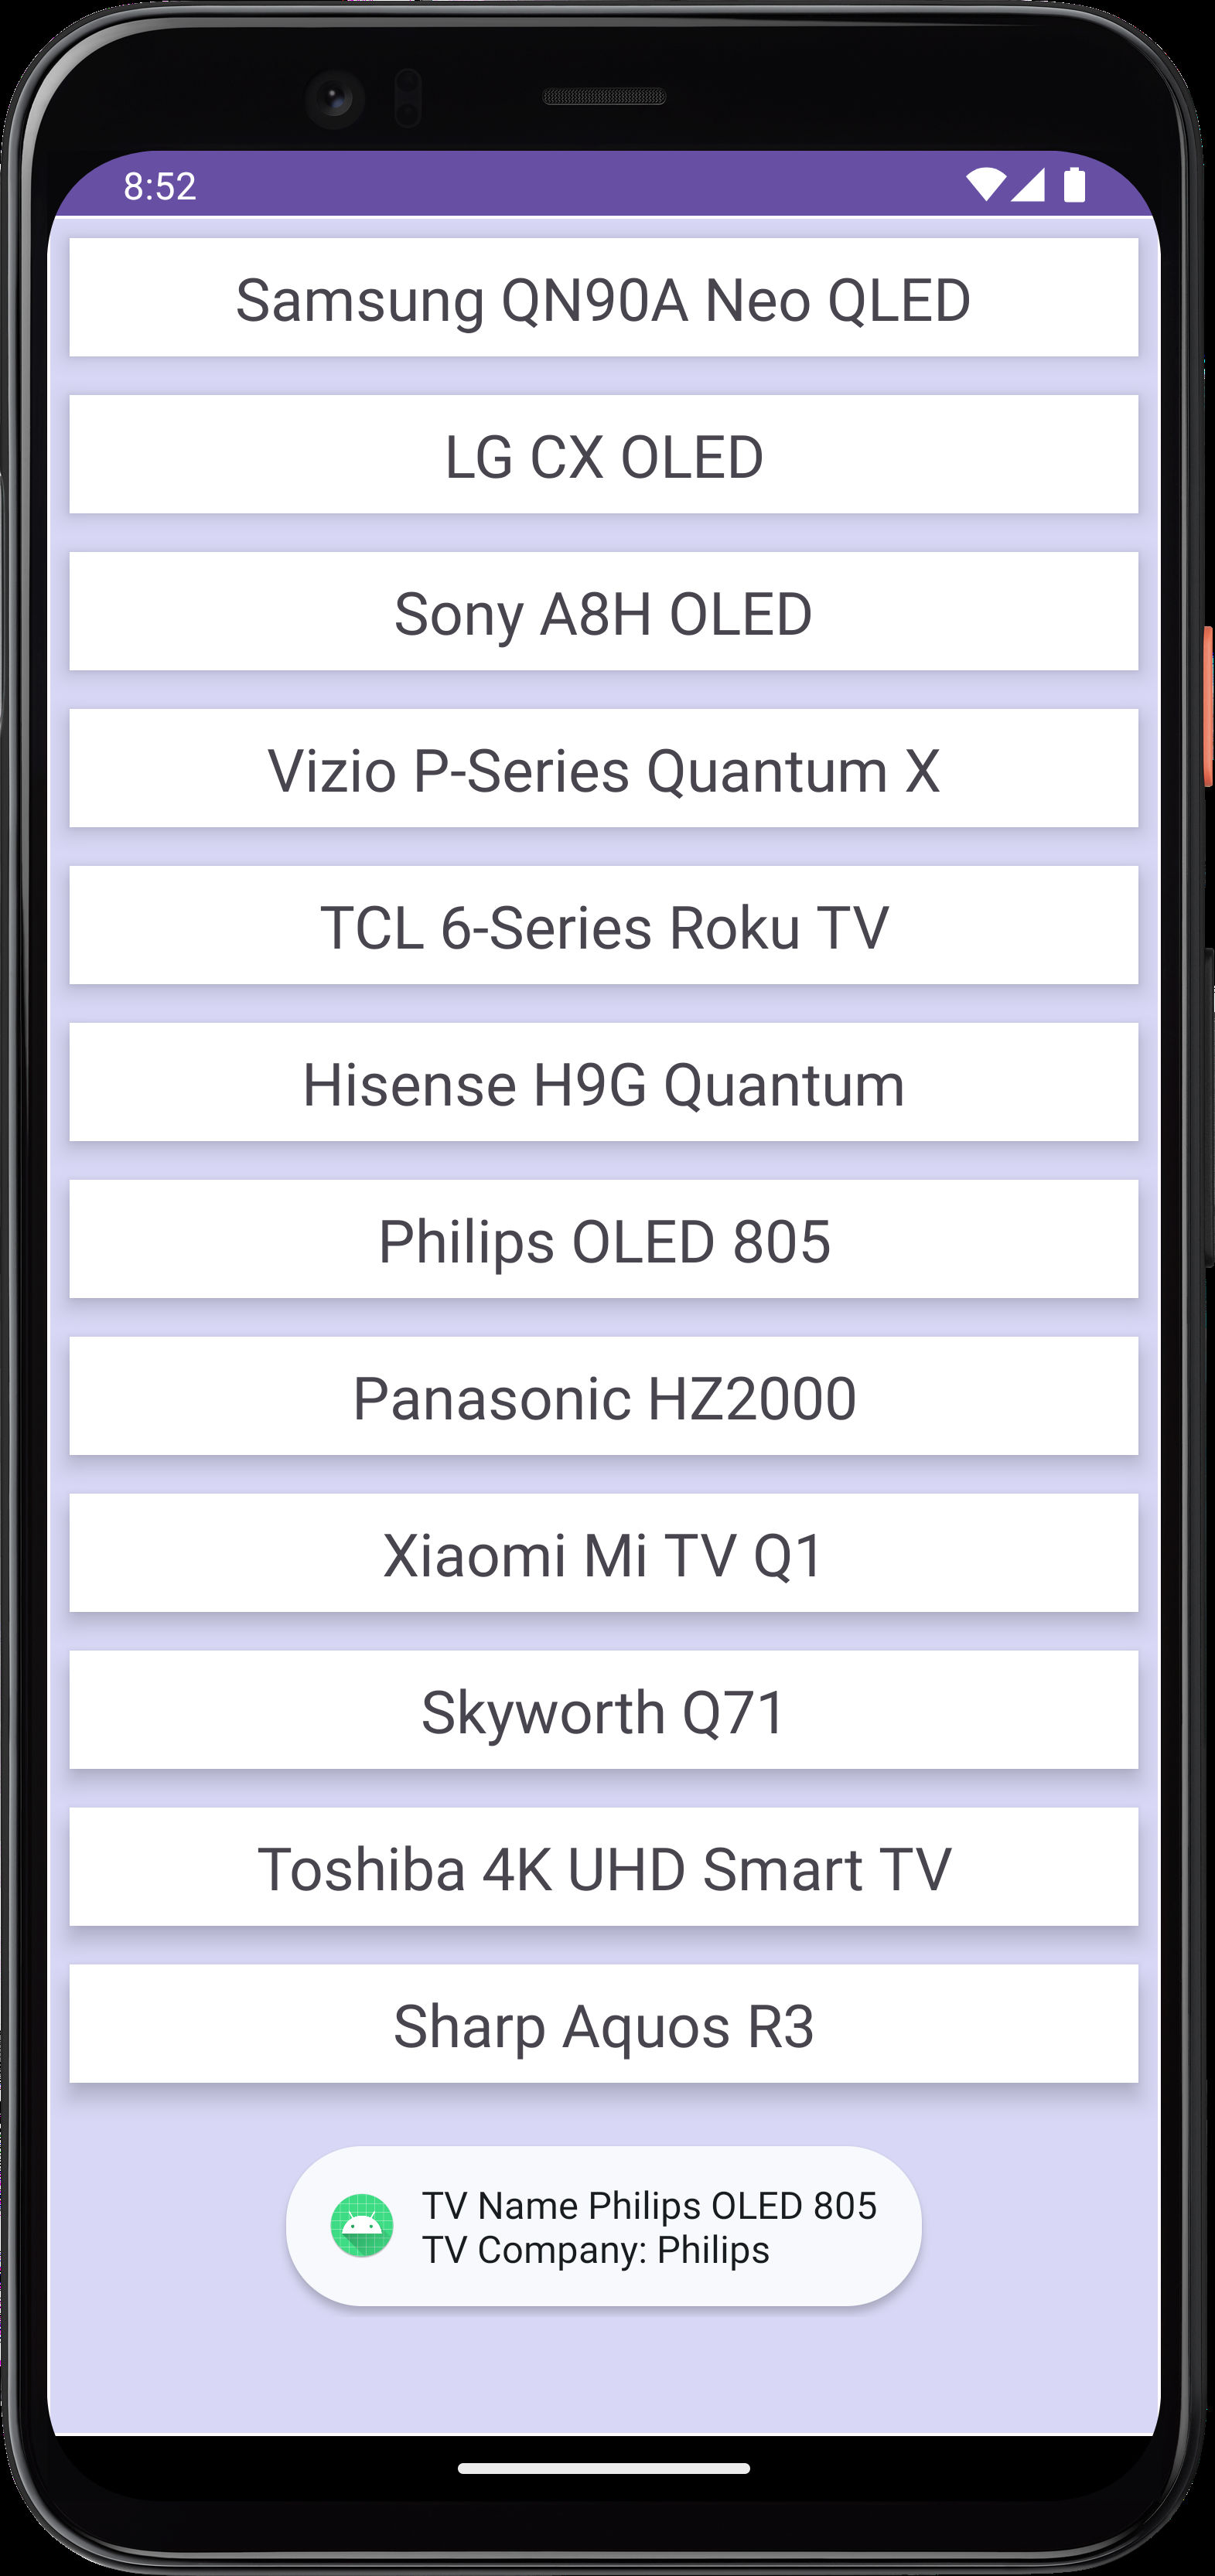 8:52
Samsung QN90A Neo QLED
LG CX OLED
Sony A8H OLED
Vizio P-Series Quantum X
TCL 6-Series Roku TV
Hisense H9G Quantum
Philips OLED 805
Panasonic HZ2000
Xiaomi Mi TV Q1
Skyworth Q71
Toshiba 4K UHD Smart TV
Sharp Aquos R3
TV Name Philips OLED 805
TV Company: Philips